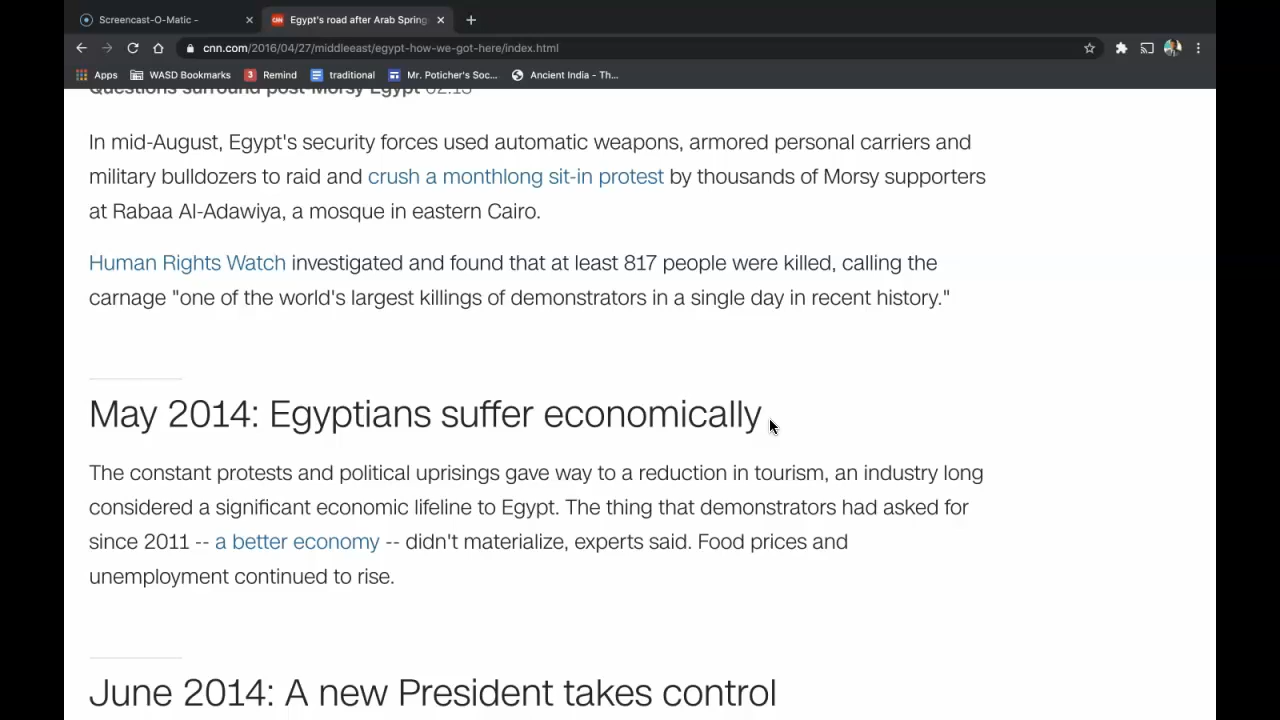 Screencast-O-Matic -
Egypt's road after Arab Spring
cnn.com/2016/04/27/middleeast/egypt-how-we-got-here/index.html
Apps WASD Bookmarks 3 Remind traditional Mr. Poticher's Soc... Ancient India - Th...
Questions surround post-Morsy Egypt 02:13
In mid-August, Egypt's security forces used automatic weapons, armored personal carriers and
military bulldozers to raid and crush a monthlong sit-in protest by thousands of Morsy supporters
at Rabaa Al-Adawiya, a mosque in eastern Cairo.
Human Rights Watch investigated and found that at least 817 people were killed, calling the
carnage "one of the world's largest killings of demonstrators in a single day in recent history."
May 2014: Egyptians suffer economically
The constant protests and political uprisings gave way to a reduction in tourism, an industry long
considered a significant economic lifeline to Egypt. The thing that demonstrators had asked for
since 2011 -- a better economy -- didn't materialize, experts said. Food prices and
unemployment continued to rise.
June 2014: A new President takes control